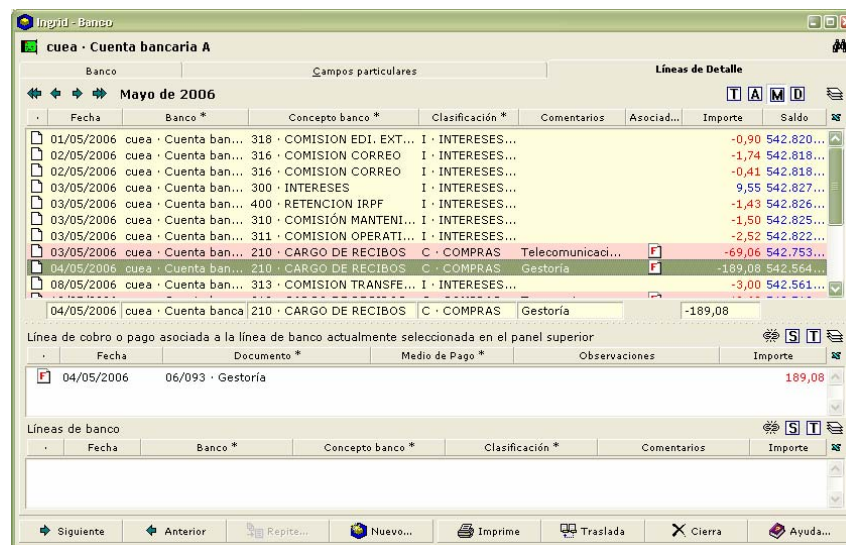 Ingrid - Banco
cuea · Cuenta bancaria A
Banco Campos particulares Líneas de Detalle
Mayo de 2006 T A M D
· Fecha Banco * Concepto banco * Clasificación * Comentarios Asociad... Importe Saldo
01/05/2006 cuea · Cuenta ban... 318 · COMISION EDI. EXT... I · INTERESES... -0,90 542.820...
02/05/2006 cuea · Cuenta ban... 316 · COMISION CORREO I · INTERESES... -1,74 542.818...
02/05/2006 cuea · Cuenta ban... 316 · COMISION CORREO I · INTERESES... -0,41 542.818...
03/05/2006 cuea · Cuenta ban... 300 · INTERESES I · INTERESES... 9,55 542.827...
03/05/2006 cuea · Cuenta ban... 400 · RETENCION IRPF I · INTERESES... -1,43 542.826...
03/05/2006 cuea · Cuenta ban... 310 · COMISIÓN MANTENI... I · INTERESES... -1,50 542.825...
03/05/2006 cuea · Cuenta ban... 311 · COMISION OPERATI... I · INTERESES... -2,52 542.822...
03/05/2006 cuea · Cuenta ban... 210 · CARGO DE RECIBOS C · COMPRAS Telecomunicaci... F -69,06 542.753...
04/05/2006 cuea · Cuenta ban... 210 · CARGO DE RECIBOS C · COMPRAS Gestoría F -189,08 542.564...
08/05/2006 cuea · Cuenta ban... 313 · COMISION TRANSFE... I · INTERESES... -3,00 542.561...
04/05/2006 cuea · Cuenta banca 210 · CARGO DE RECIBOS C · COMPRAS Gestoría -189,08
Línea de cobro o pago asociada a la línea de banco actualmente seleccionada en el panel superior S T
· Fecha Documento * Medio de Pago * Observaciones Importe
F 04/05/2006 06/093 · Gestoría 189,08
Líneas de banco S T
· Fecha Banco * Concepto banco * Clasificación * Comentarios Importe
Siguiente Anterior Repite... Nuevo... Imprime Traslada Cierra Ayuda...